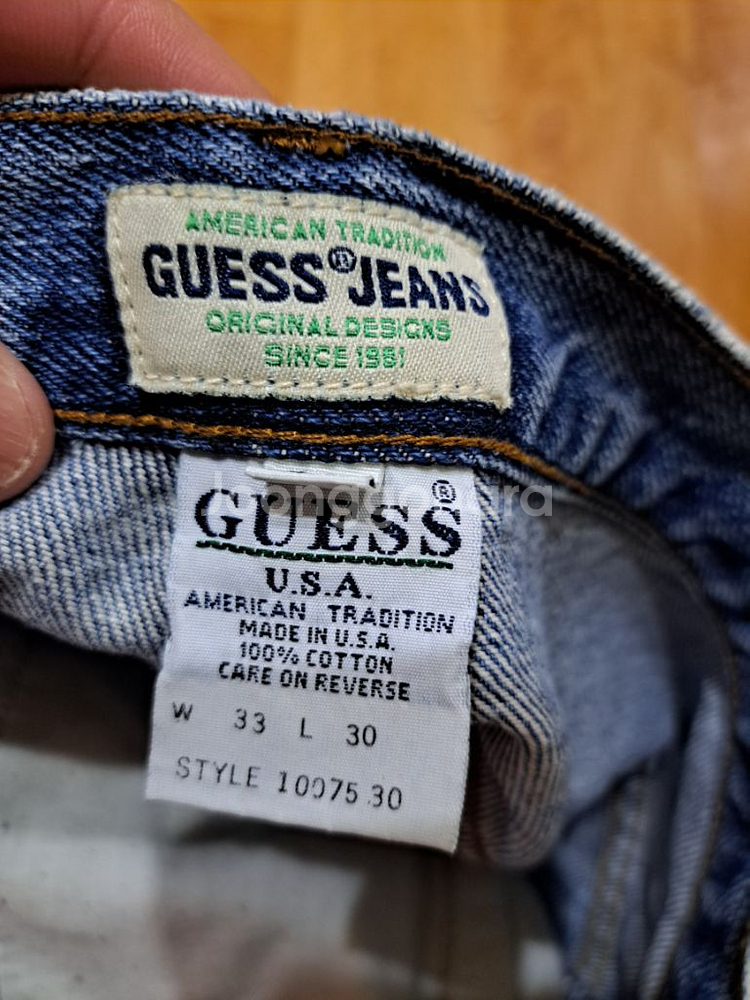 AMERICAN TRADITION
GUESS® JEANS
ORIGINAL DESIGNS
SINCE 1981
GUESS®
U.S.A.
AMERICAN TRADITION
MADE IN U.S.A.
100% COTTON
CARE ON REVERSE
W 33 L 30
STYLE 10075 30